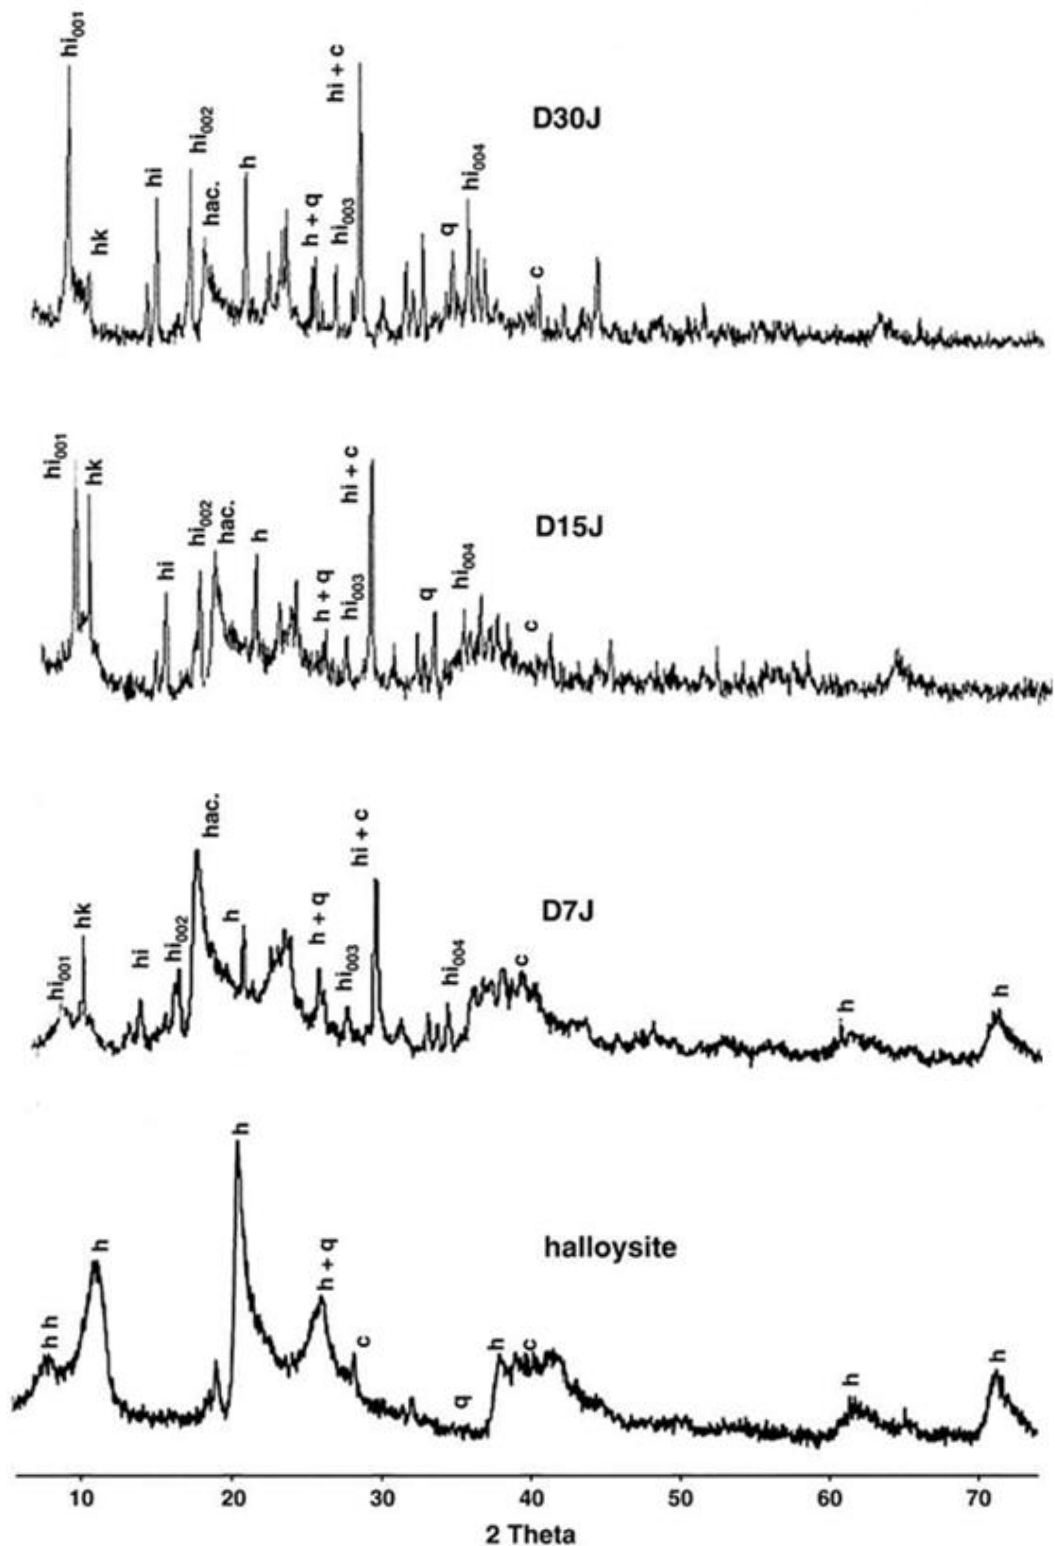 hi001
hk
hi
hi002
hac.
h
h + q
hi003
hi + c
D30J
q
hi004
c
hi001
hk
hi
hi002
hac.
h
h + q
hi003
hi + c
D15J
q
hi004
c
hi001
hk
hi
hi002
hac.
h
h + q
hi003
hi + c
D7J
hi004
c
h
h
h h
h
h
h + q
c
halloysite
q
h
c
h
h
10 20 30 40 50 60 70
2 Theta